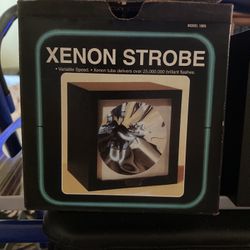 XENON STROBE
• Variable Speed. • Xenon tube delivers over 25,000,000 brilliant flashes.